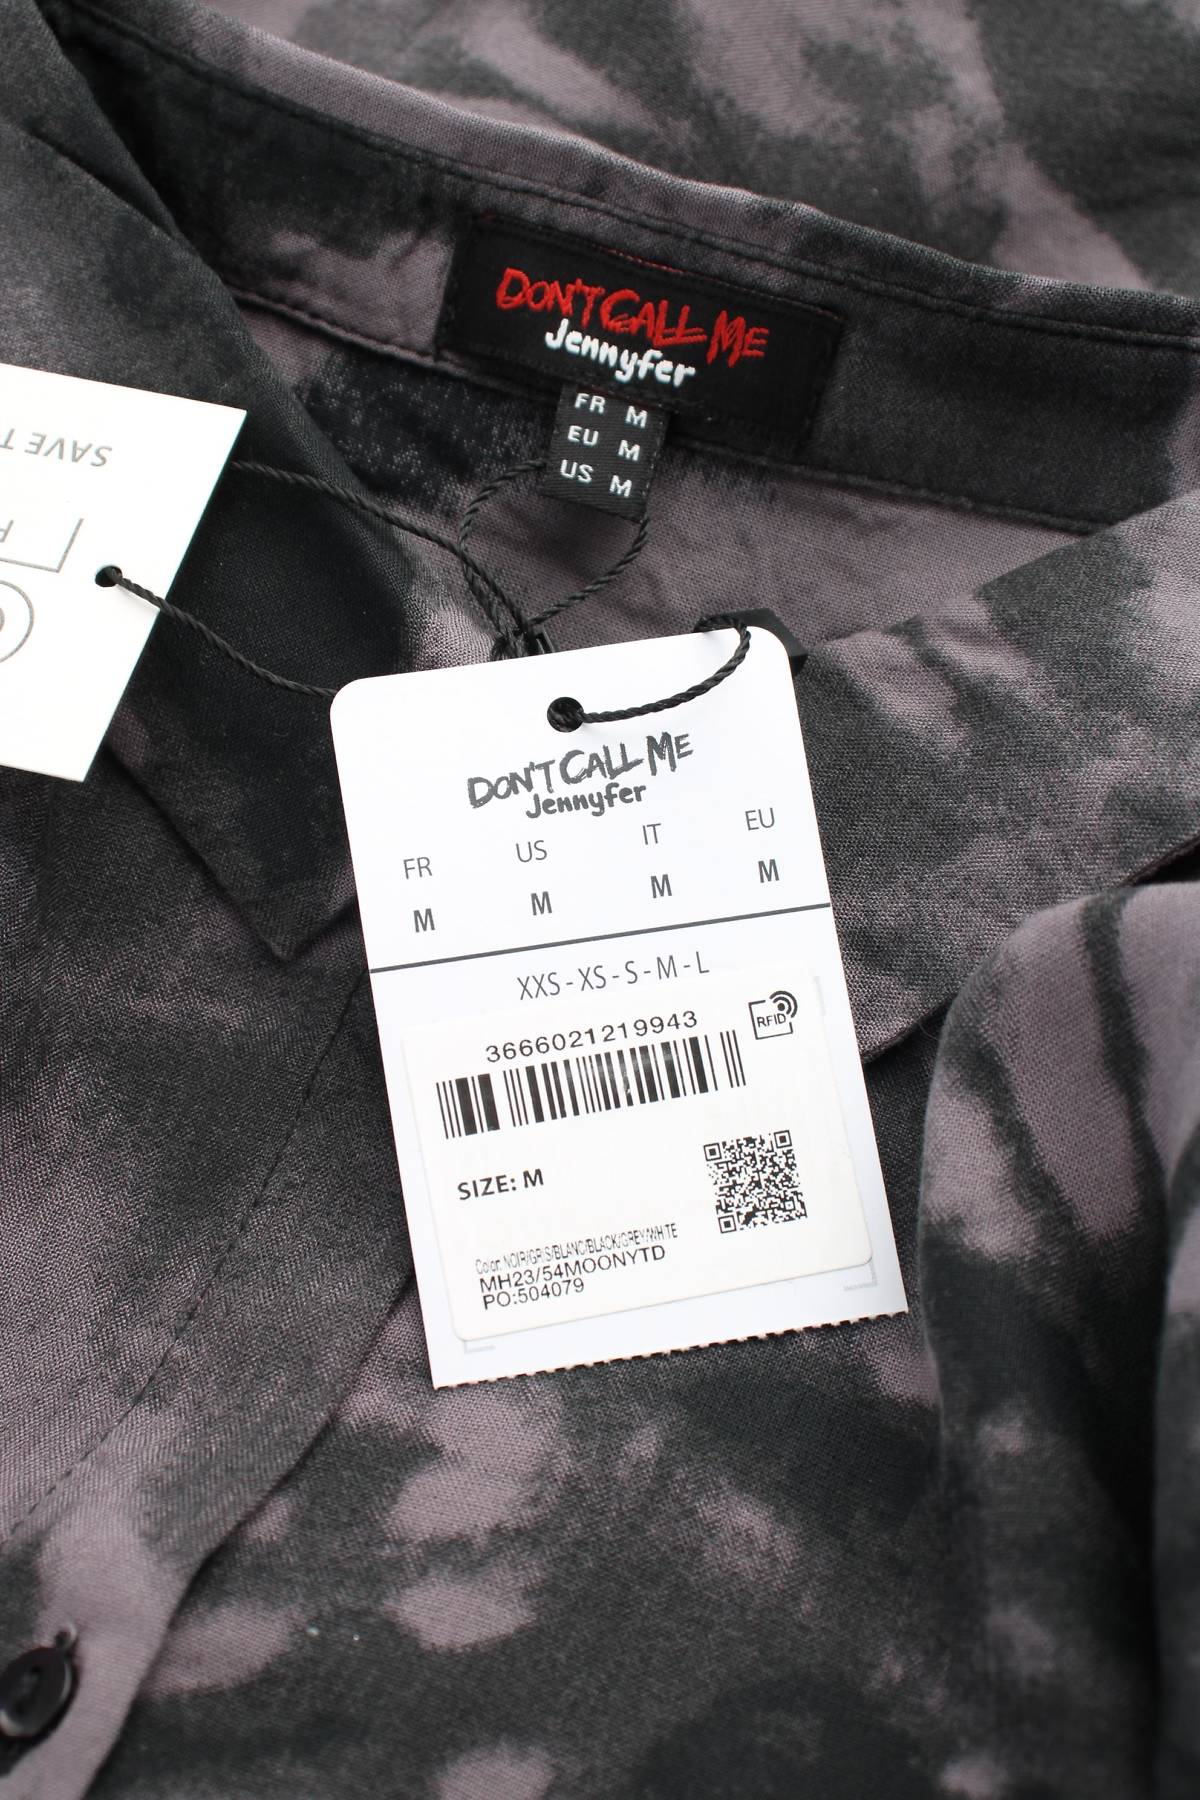 DON'T CALL ME
Jennyfer
FR M
EU M
US M
SAVE
DON'T CALL ME
Jennyfer
FR US IT EU
M M M M
XXS - XS - S - M - L
3666021219943
RFID
SIZE: M
Color: NOIR/GRIS/BLANC/BLACK/GREY/WHITE
MH23/54MOONYTD
PO:504079